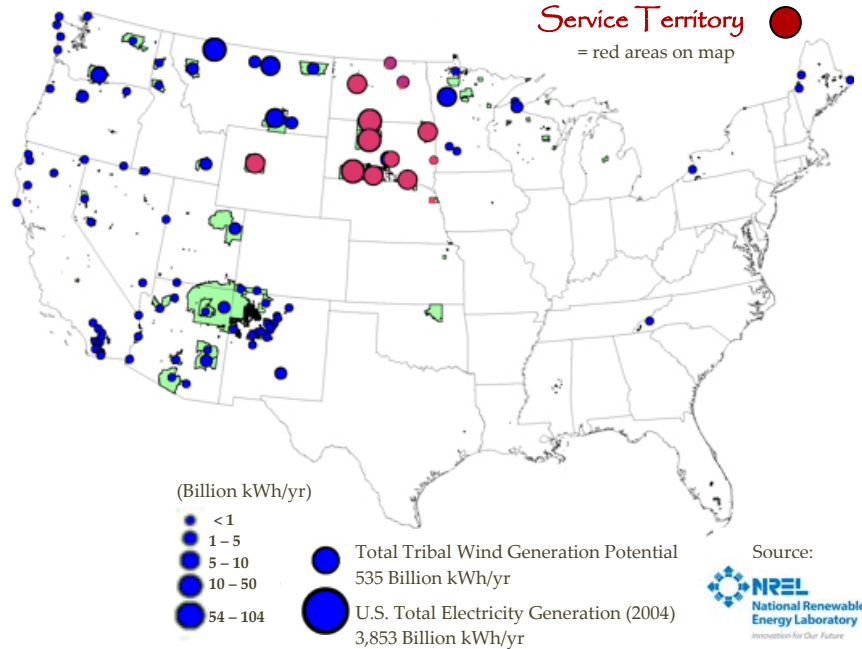 Service Territory
= red areas on map
(Billion kWh/yr)
< 1
1 – 5
5 – 10
10 – 50
54 – 104
Total Tribal Wind Generation Potential
535 Billion kWh/yr
U.S. Total Electricity Generation (2004)
3,853 Billion kWh/yr
Source:
NREL
National Renewable
Energy Laboratory
Innovation for Our Future